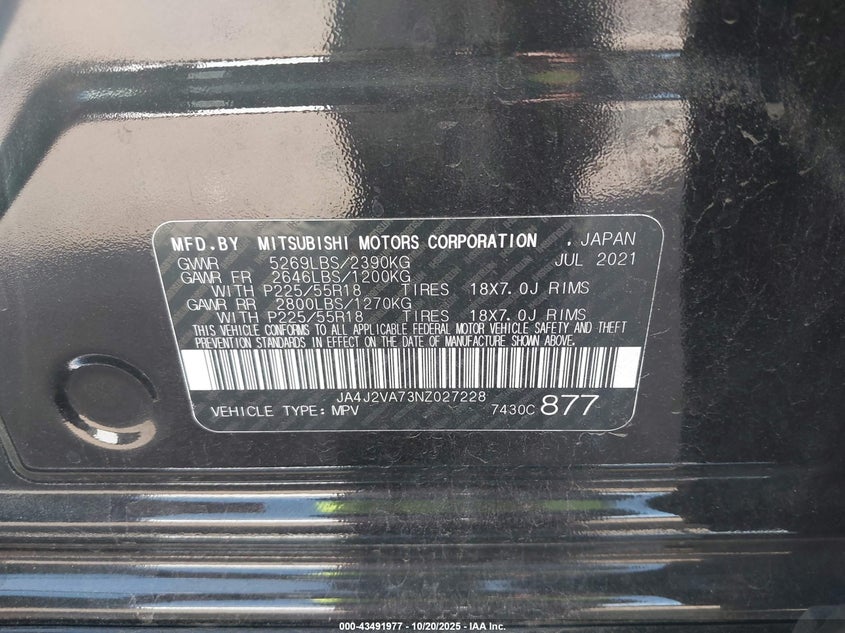 MFD.BY MITSUBISHI MOTORS CORPORATION , JAPAN
GVWR 5269LBS/2390KG JUL 2021
GAWR FR 2646LBS/1200KG
WITH P225/55R18 TIRES 18X7.0J RIMS
GAWR RR 2800LBS/1270KG
WITH P225/55R18 TIRES 18X7.0J RIMS
THIS VEHICLE CONFORMS TO ALL APPLICABLE FEDERAL MOTOR VEHICLE SAFETY AND THEFT
PREVENTION STANDARDS IN EFFECT ON THE DATE OF MANUFACTURE SHOWN ABOVE.
JA4J2VA73NZ027228
VEHICLE TYPE: MPV 7430C 877
000-43491977 - 10/20/2025 - IAA Inc.